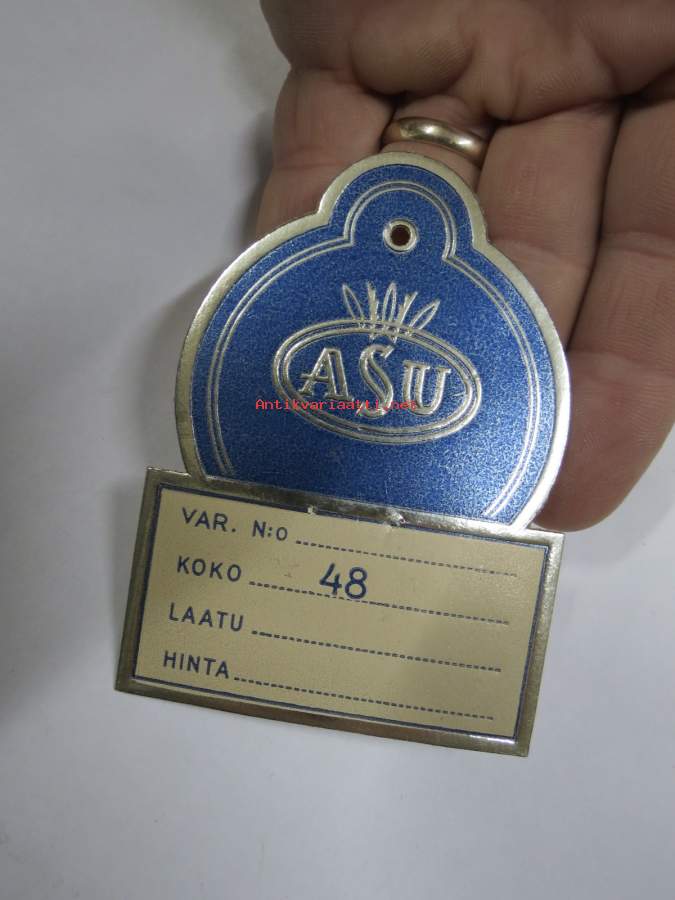 ASU
Antikvariaatti.net
VAR. N:o
KOKO 48
LAATU
HINTA